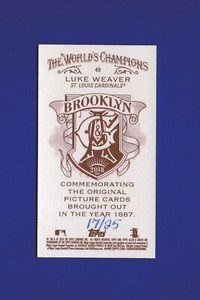 THE WORLD'S CHAMPIONS
49
LUKE WEAVER
ST. LOUIS CARDINALS®
BROOKLYN
2018
COMMEMORATING
THE ORIGINAL
PICTURE CARDS
BROUGHT OUT
IN THE YEAR 1887.
17/25
Topps